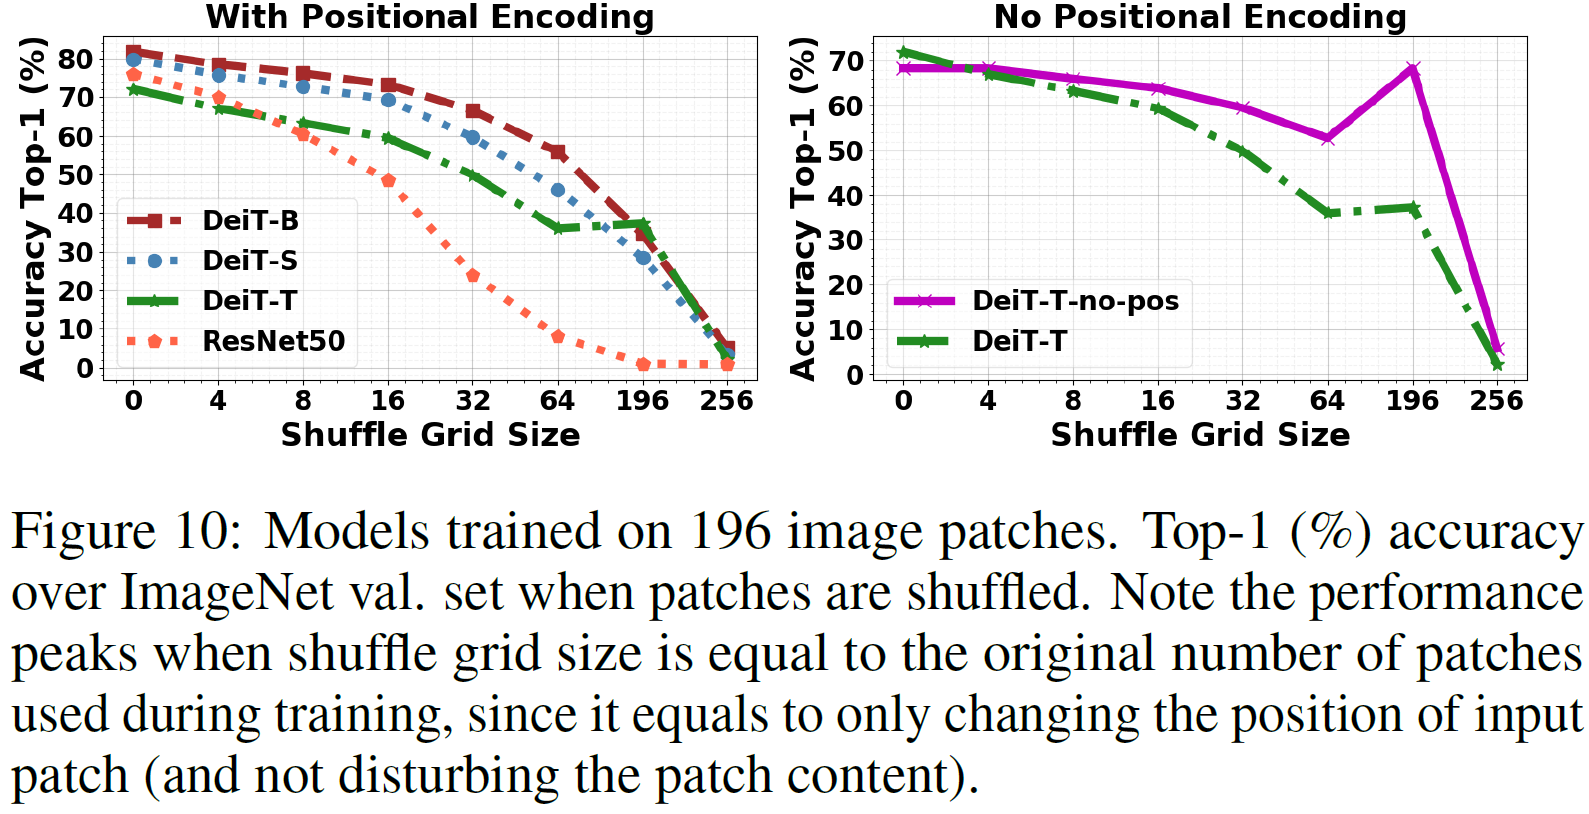 With Positional Encoding
Accuracy Top-1 (%)
80
70
60
50
40
30
20
10
0
DeiT-B
DeiT-S
DeiT-T
ResNet50
0 4 8 16 32 64 196 256
Shuffle Grid Size
No Positional Encoding
Accuracy Top-1 (%)
70
60
50
40
30
20
10
0
DeiT-T-no-pos
DeiT-T
0 4 8 16 32 64 196 256
Shuffle Grid Size
Figure 10: Models trained on 196 image patches. Top-1 (%) accuracy
over ImageNet val. set when patches are shuffled. Note the performance
peaks when shuffle grid size is equal to the original number of patches
used during training, since it equals to only changing the position of input
patch (and not disturbing the patch content).